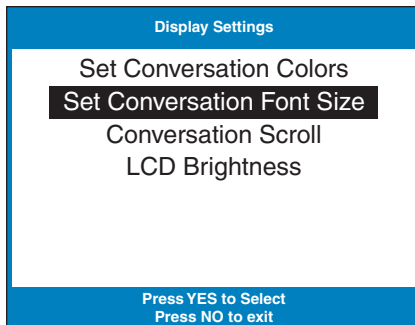 Display Settings
Set Conversation Colors
Set Conversation Font Size
Conversation Scroll
LCD Brightness
Press YES to Select
Press NO to exit